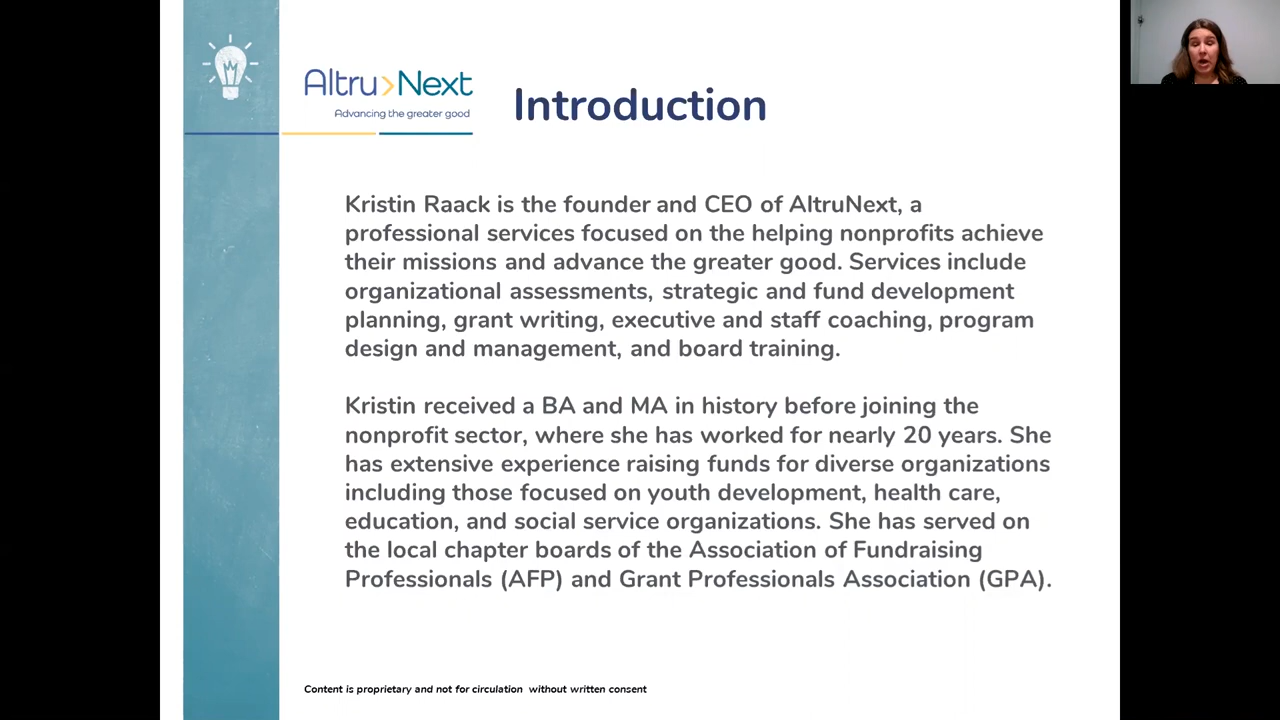 Altru>Next
Advancing the greater good
Introduction
Kristin Raack is the founder and CEO of AltruNext, a
professional services focused on the helping nonprofits achieve
their missions and advance the greater good. Services include
organizational assessments, strategic and fund development
planning, grant writing, executive and staff coaching, program
design and management, and board training.
Kristin received a BA and MA in history before joining the
nonprofit sector, where she has worked for nearly 20 years. She
has extensive experience raising funds for diverse organizations
including those focused on youth development, health care,
education, and social service organizations. She has served on
the local chapter boards of the Association of Fundraising
Professionals (AFP) and Grant Professionals Association (GPA).
Content is proprietary and not for circulation without written consent